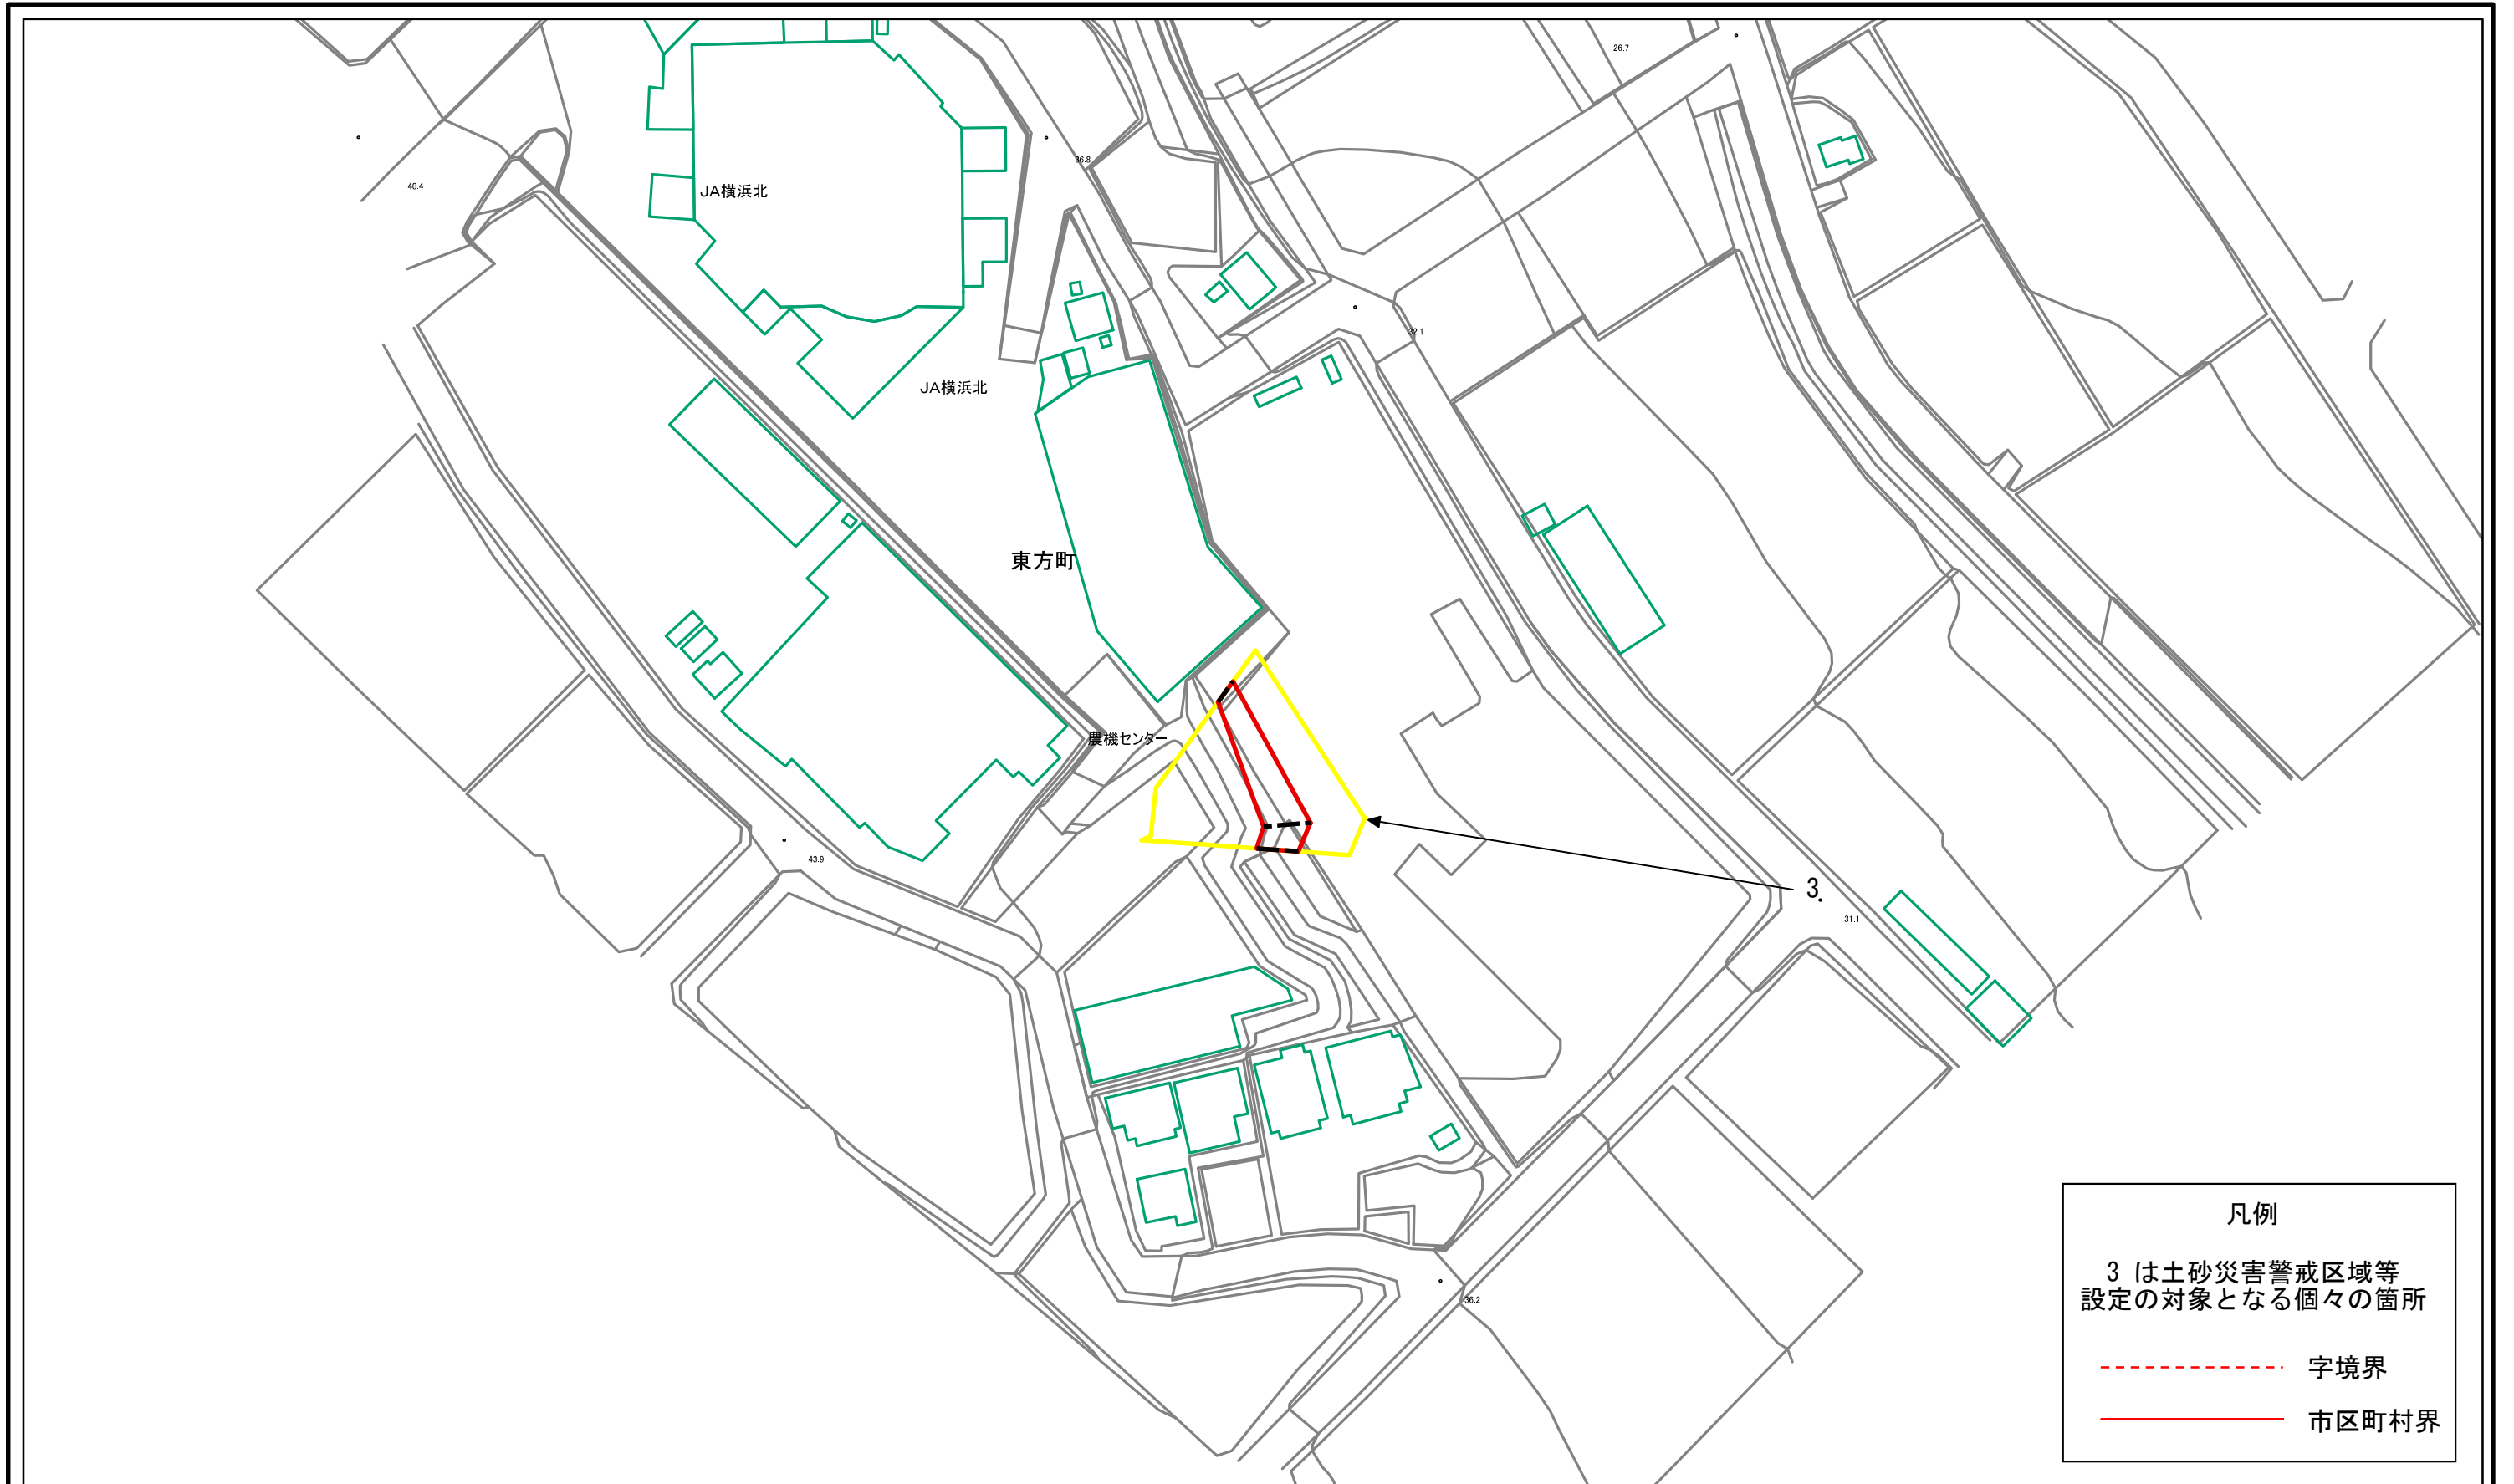 26.7
36.8
40.4
JA横浜北
32.1
JA横浜北
東方町
農機センター
43.9
3
31.1
36.2
凡例
3 は土砂災害警戒区域等
設定の対象となる個々の箇所
字境界
市区町村界